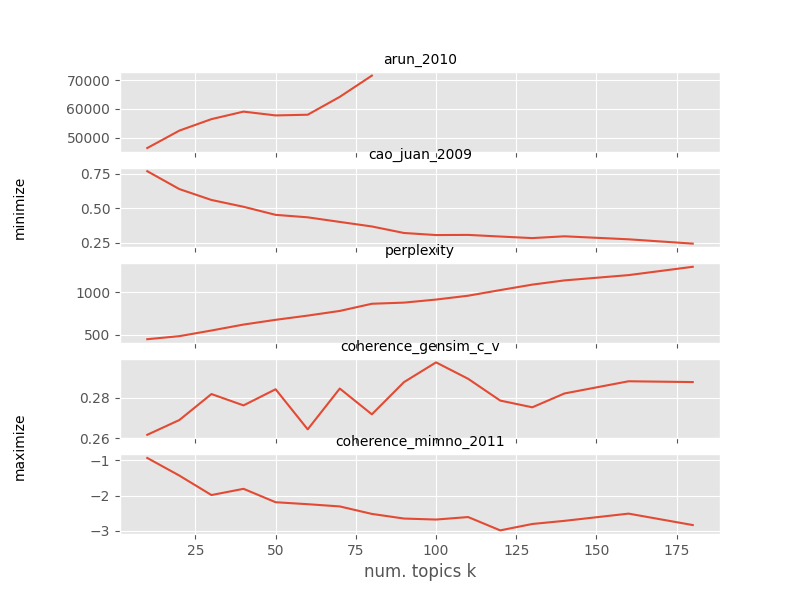 arun_2010
70000
60000
50000
cao_juan_2009
0.75
0.50
0.25
minimize
perplexity
1000
500
coherence_gensim_c_v
0.28
0.26
maximize
coherence_mimno_2011
−1
−2
−3
25 50 75 100 125 150 175
num. topics k